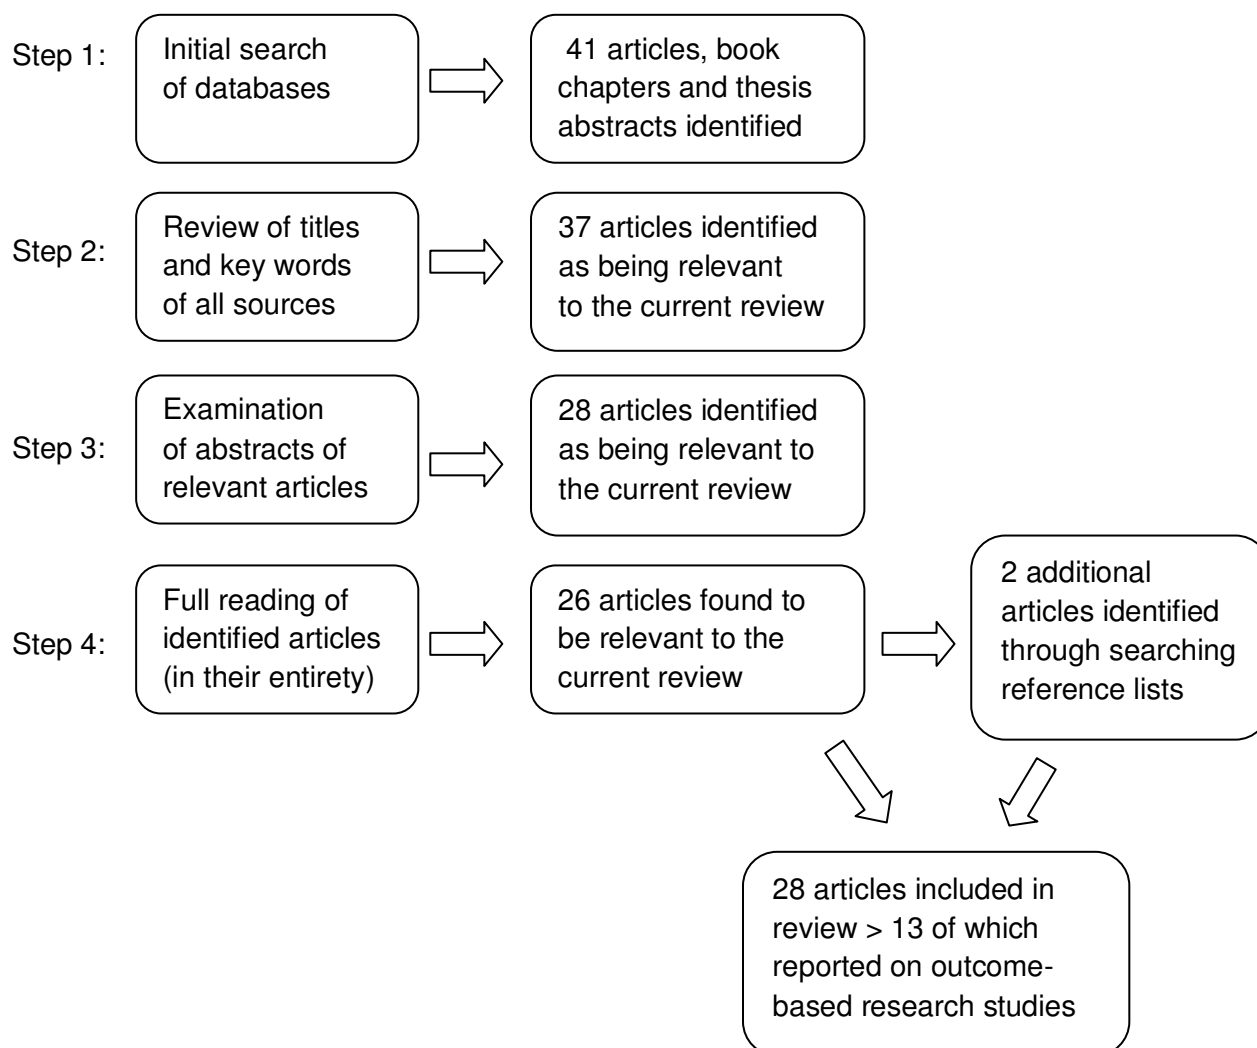 Step 1:
Initial search
of databases
41 articles, book
chapters and thesis
abstracts identified
Step 2:
Review of titles
and key words
of all sources
37 articles identified
as being relevant
to the current review
Step 3:
Examination
of abstracts of
relevant articles
28 articles identified
as being relevant to
the current review
Step 4:
Full reading of
identified articles
(in their entirety)
26 articles found to
be relevant to the
current review
2 additional
articles identified
through searching
reference lists
28 articles included in
review > 13 of which
reported on outcome-
based research studies